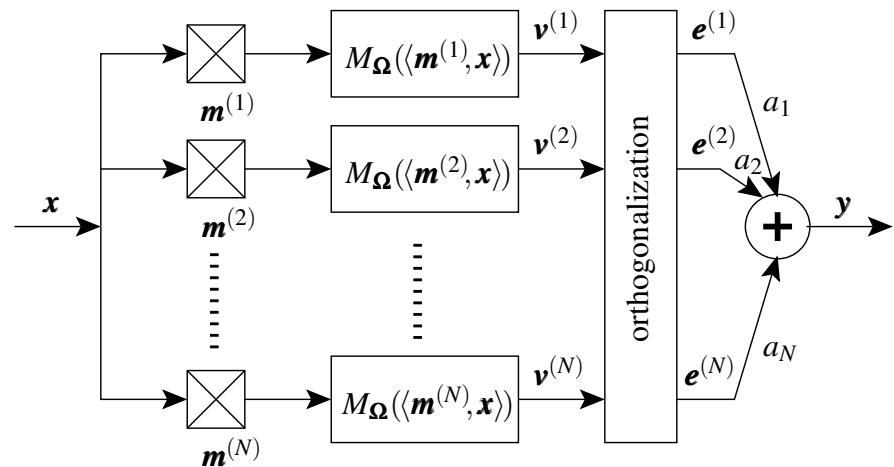 v^(1) e^(1)
M_Ω(⟨m^(1), x⟩)
m^(1)
a_1
v^(2) e^(2)
a_2
M_Ω(⟨m^(2), x⟩)
x m^(2) + y
orthogonalization
v^(N) e^(N)
a_N
M_Ω(⟨m^(N), x⟩)
m^(N)